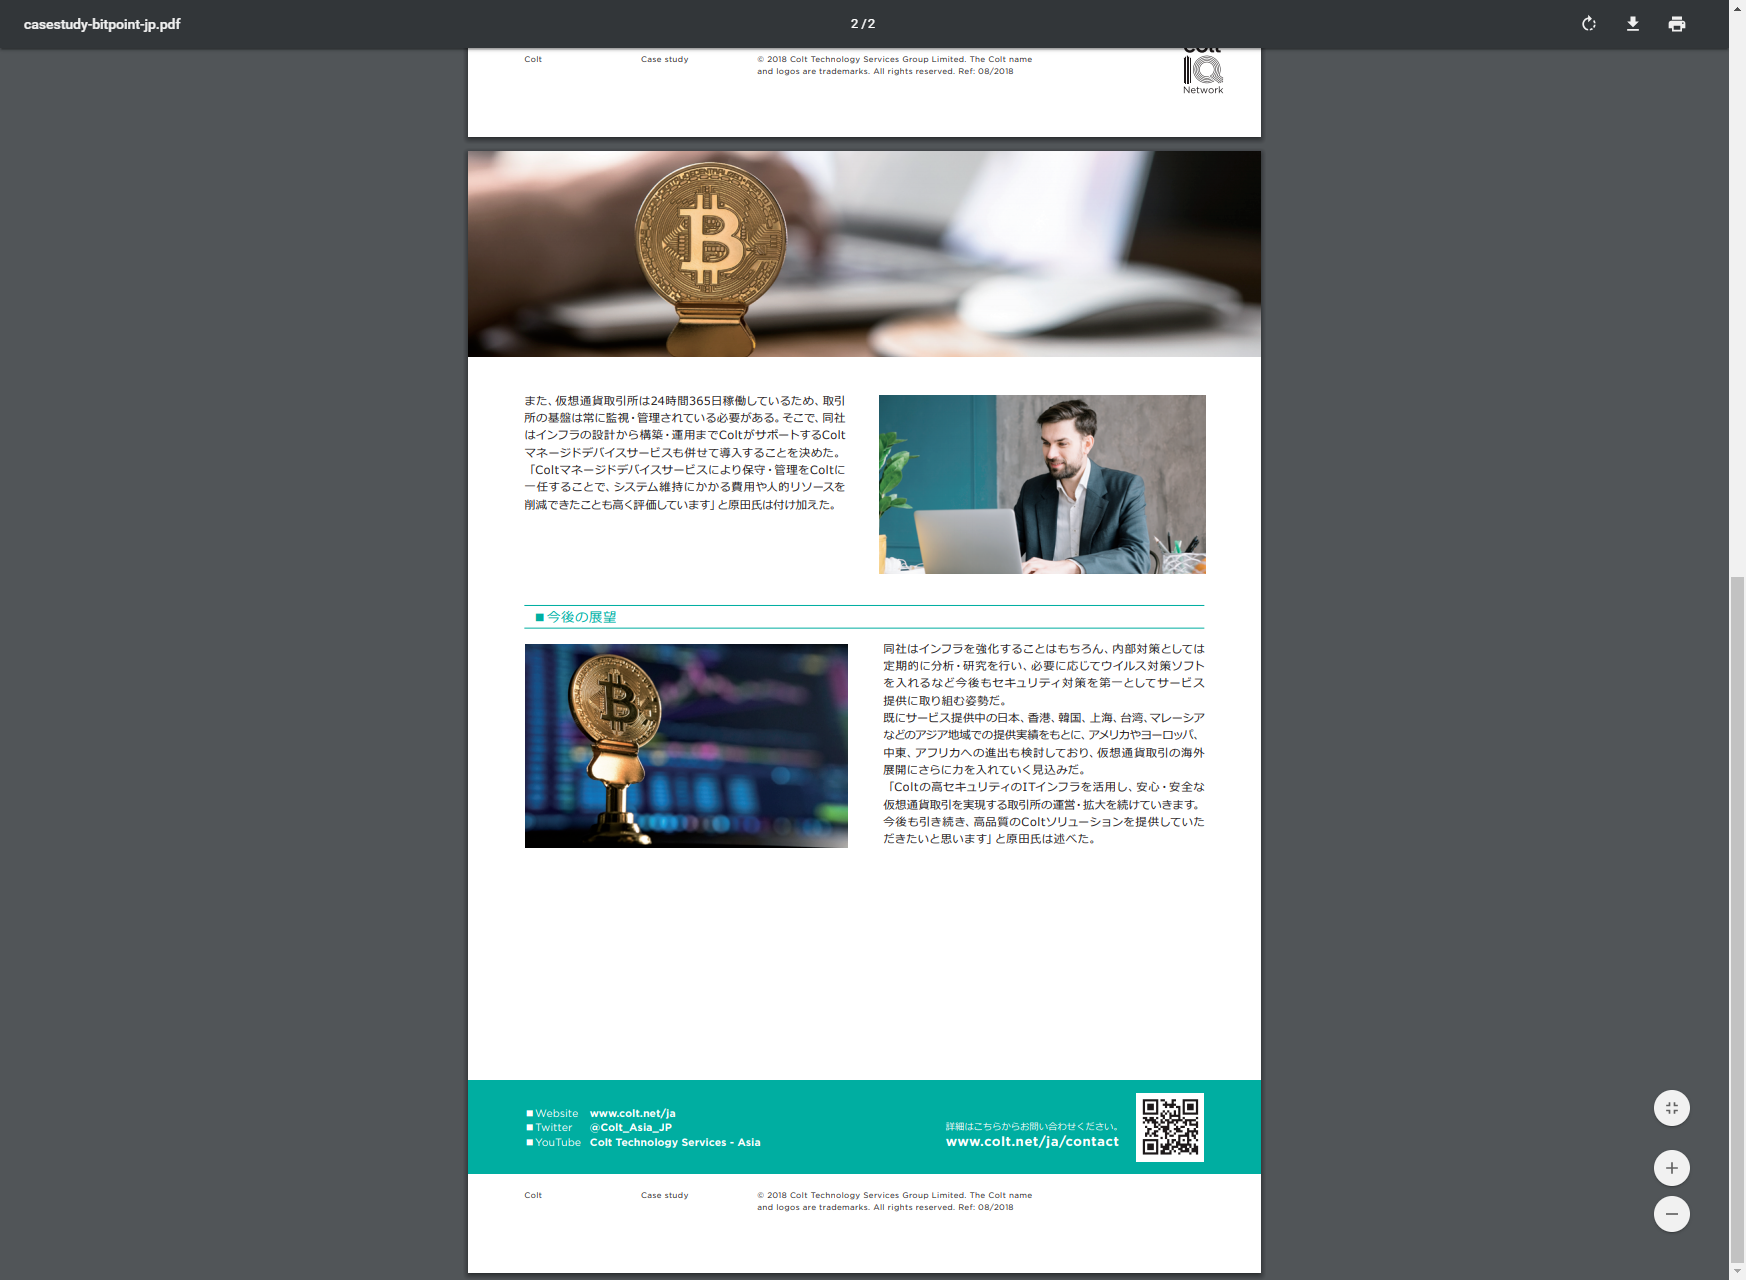 casestudy-bitpoint-jp.pdf
2 / 2
Colt
Case study
© 2018 Colt Technology Services Group Limited. The Colt name
and logos are trademarks. All rights reserved. Ref: 08/2018
Colt
IQ
Network
また、仮想通貨取引所は24時間365日稼働しているため、取引
所の基盤は常に監視・管理されている必要がある。そこで、同社
はインフラの設計から構築・運用までColtがサポートするColt
マネージドデバイスサービスも併せて導入することを決めた。
「Coltマネージドデバイスサービスにより保守・管理をColtに
一任することで、システム維持にかかる費用や人的リソースを
削減できたことも高く評価しています」と原田氏は付け加えた。
■今後の展望
同社はインフラを強化することはもちろん、内部対策としては
定期的に分析・研究を行い、必要に応じてウイルス対策ソフト
を入れるなど今後もセキュリティ対策を第一としてサービス
提供に取り組む姿勢だ。
既にサービス提供中の日本、香港、韓国、上海、台湾、マレーシア
などのアジア地域での提供実績をもとに、アメリカやヨーロッパ、
中東、アフリカへの進出も検討しており、仮想通貨取引の海外
展開にさらに力を入れていく見込みだ。
「Coltの高セキュリティのITインフラを活用し、安心・安全な
仮想通貨取引を実現する取引所の運営・拡大を続けていきます。
今後も引き続き、高品質のColtソリューションを提供していた
だきたいと思います」と原田氏は述べた。
■Website www.colt.net/ja
■Twitter @Colt_Asia_JP
■YouTube Colt Technology Services - Asia
詳細はこちらからお問い合わせください。
www.colt.net/ja/contact
Colt
Case study
© 2018 Colt Technology Services Group Limited. The Colt name
and logos are trademarks. All rights reserved. Ref: 08/2018